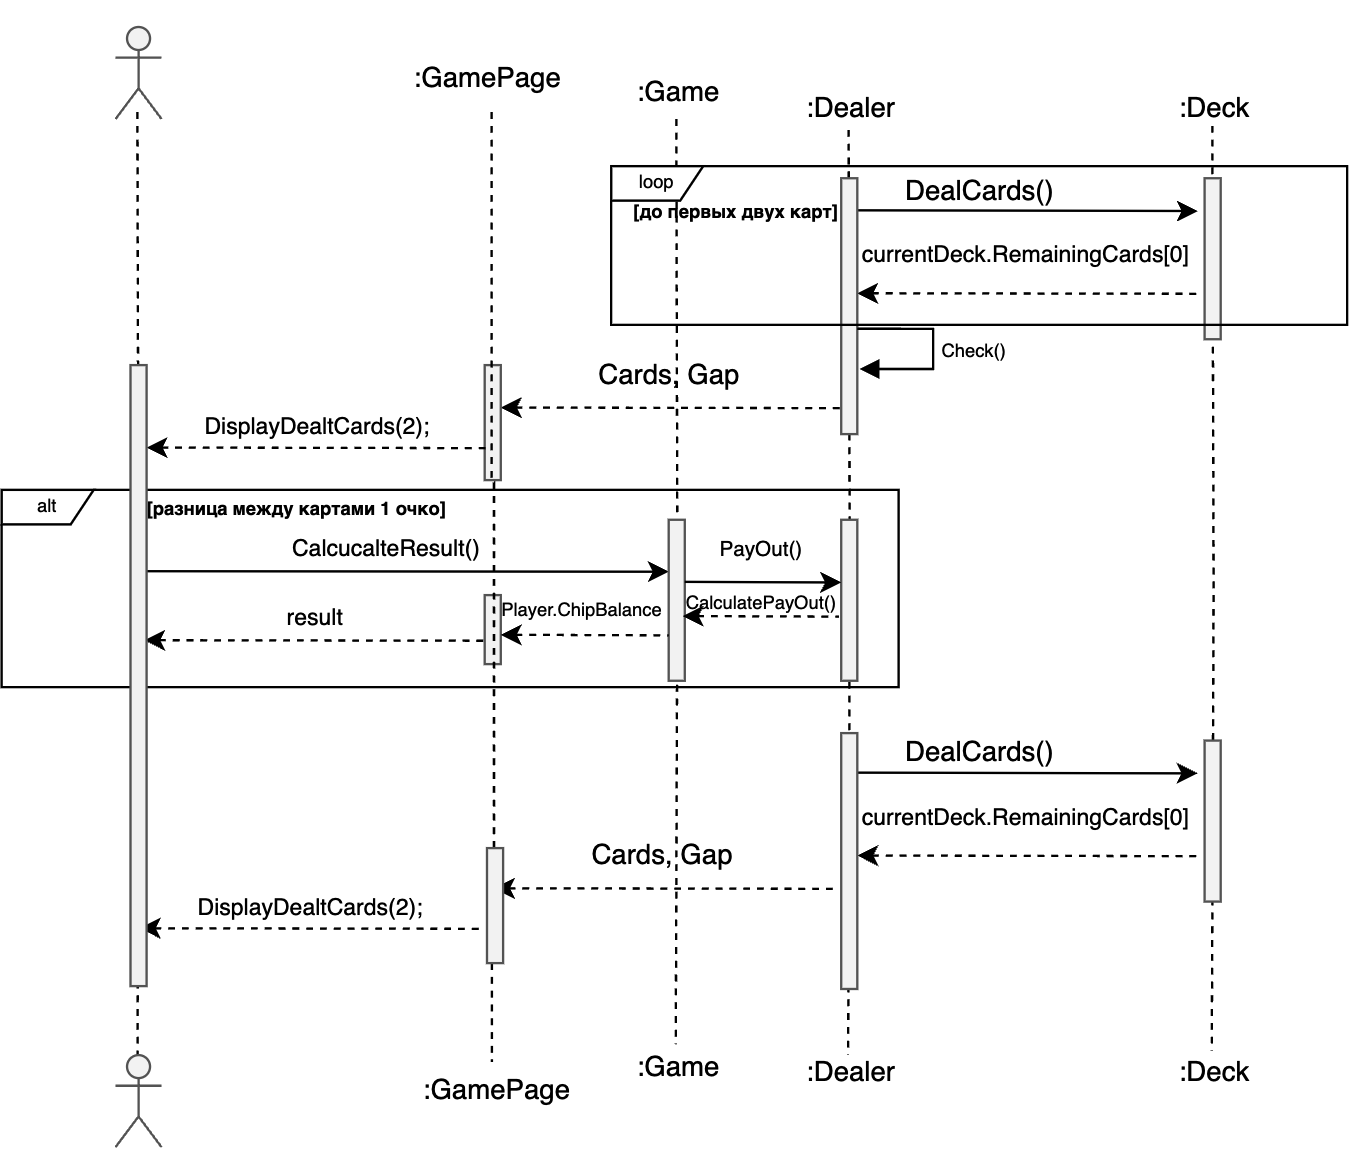 :GamePage
:Game
:Dealer
:Deck
loop
[до первых двух карт]
DealCards()
currentDeck.RemainingCards[0]
Check()
Cards, Gap
DisplayDealtCards(2);
alt
[разница между картами 1 очко]
CalcucalteResult()
PayOut()
CalculatePayOut()
Player.ChipBalance
result
DealCards()
currentDeck.RemainingCards[0]
Cards, Gap
DisplayDealtCards(2);
:GamePage
:Game
:Dealer
:Deck